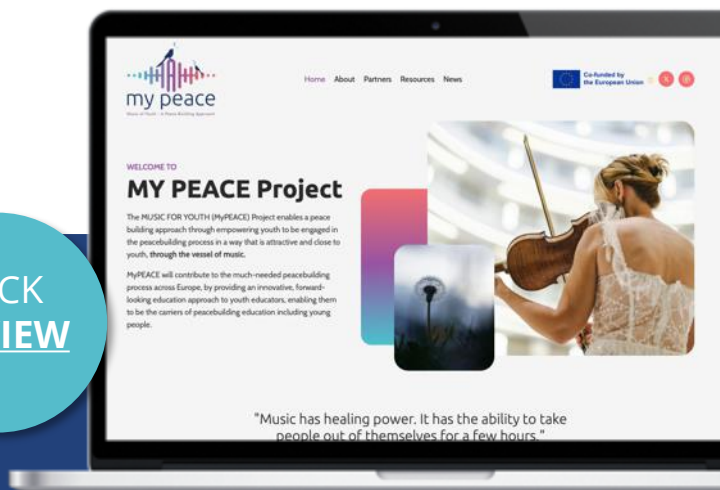 my peace
Music of Youth - A Peace Building Approach
Home About Partners Resources News
Co-funded by
the European Union
WELCOME TO
MY PEACE Project
The MUSIC FOR YOUTH (MyPEACE) Project enables a peace
building approach through empowering youth to be engaged in
the peacebuilding process in a way that is attractive and close to
youth, through the vessel of music.
MyPEACE will contribute to the much-needed peacebuilding
process across Europe, by providing an innovative, forward-
looking education approach to youth educators, enabling them
to be the carriers of peacebuilding education including young
people.
CK
IEW
"Music has healing power. It has the ability to take
people out of themselves for a few hours."